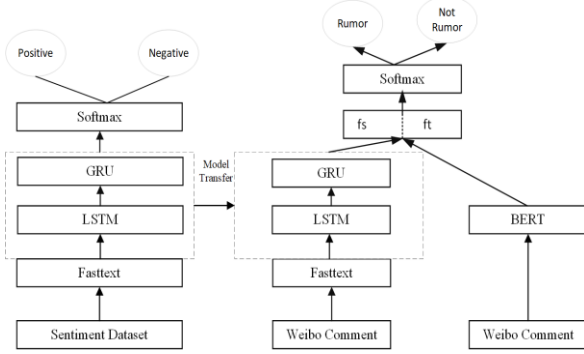 Positive
Negative
Softmax
GRU
LSTM
Fasttext
Sentiment Dataset
Model
Transfer
Rumor
Not
Rumor
Softmax
fs
ft
GRU
LSTM
Fasttext
Weibo Comment
BERT
Weibo Comment